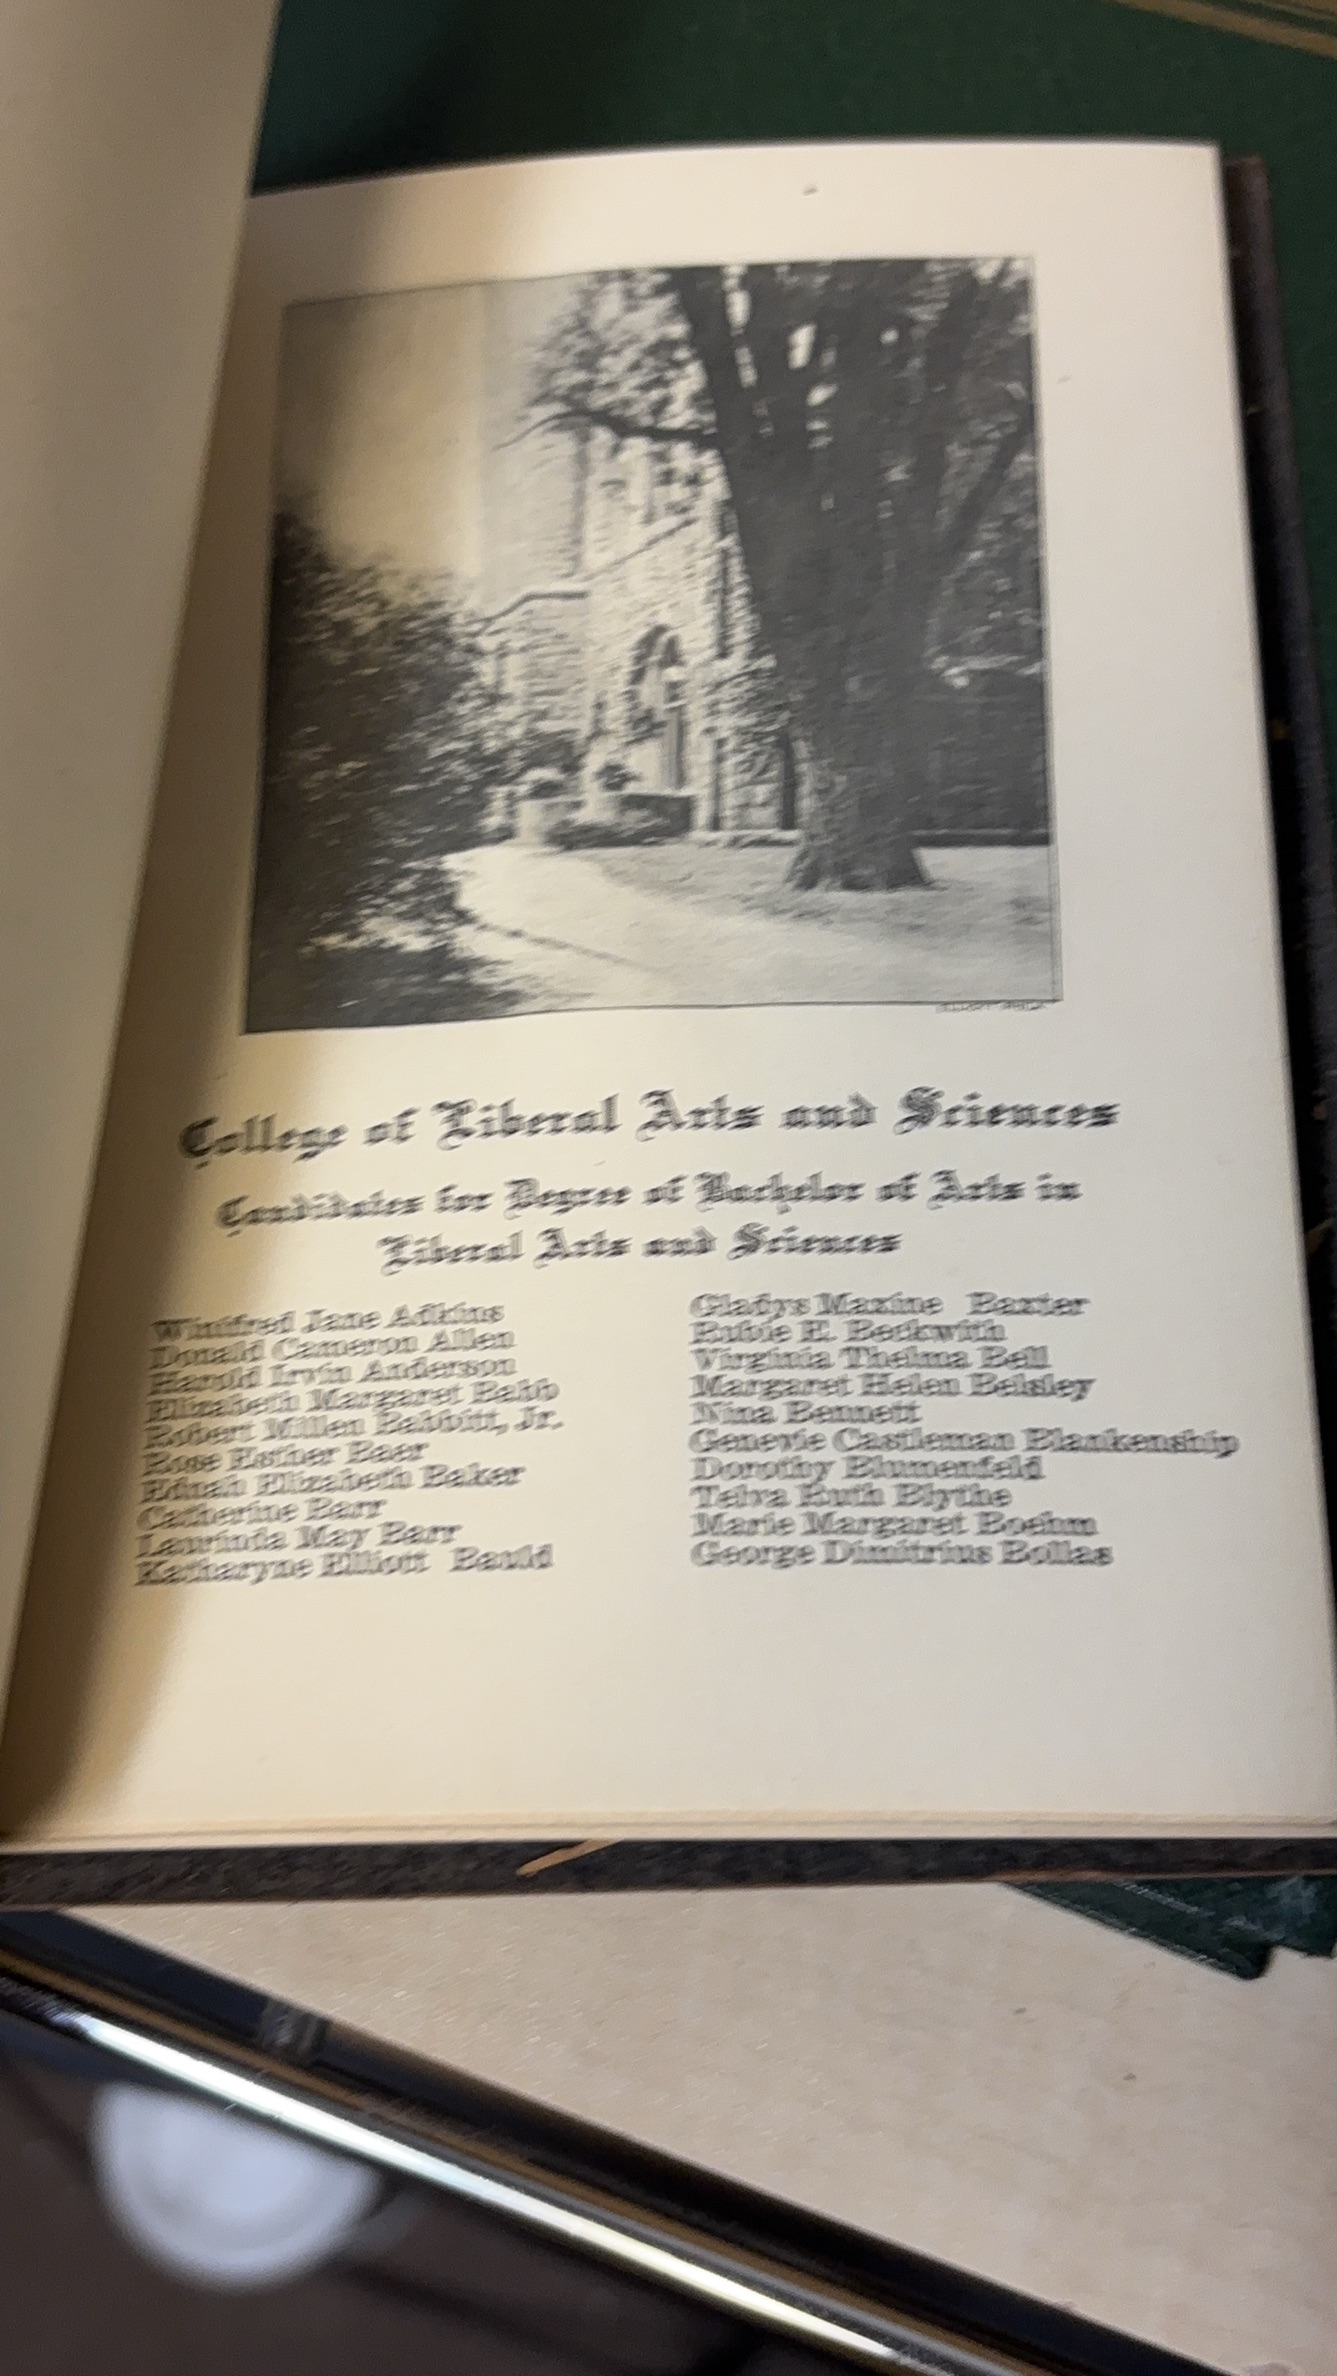 College of Liberal Arts and Sciences
Candidates for Degree of Bachelor of Arts in
Liberal Arts and Sciences
Winifred Jane Adkins
Donald Cameron Allen
Harold Irvin Anderson
Elizabeth Margaret Babb
Robert Millen Babbitt, Jr.
Rose Esther Baer
Ednah Elizabeth Baker
Catherine Barr
Laurinda May Barr
Katharyne Elliott Bauld
Gladys Maxine Baxter
Rubie E. Beckwith
Virginia Thelma Bell
Margaret Helen Belsley
Nina Bennett
Genevie Castleman Blankenship
Dorothy Blumenfeld
Telva Ruth Blythe
Marie Margaret Boehm
George Dimitrius Bollas